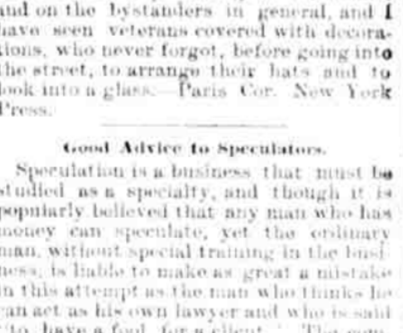 and on the bystanders in general, and I
have seen veterans covered with decora-
tions, who never forgot, before going into
the street, to arrange their hats and to
look into a glass.—Paris Cor. New York
Press.
Good Advice to Speculators.
Speculation is a business that must be
studied as a specialty, and though it is
popularly believed that any man who has
money can speculate, yet the ordinary
man, without special training in the busi-
ness, is liable to make as great a mistake
in this attempt as the man who thinks he
can act as his own lawyer and who is said
"to have a fool for a client." The